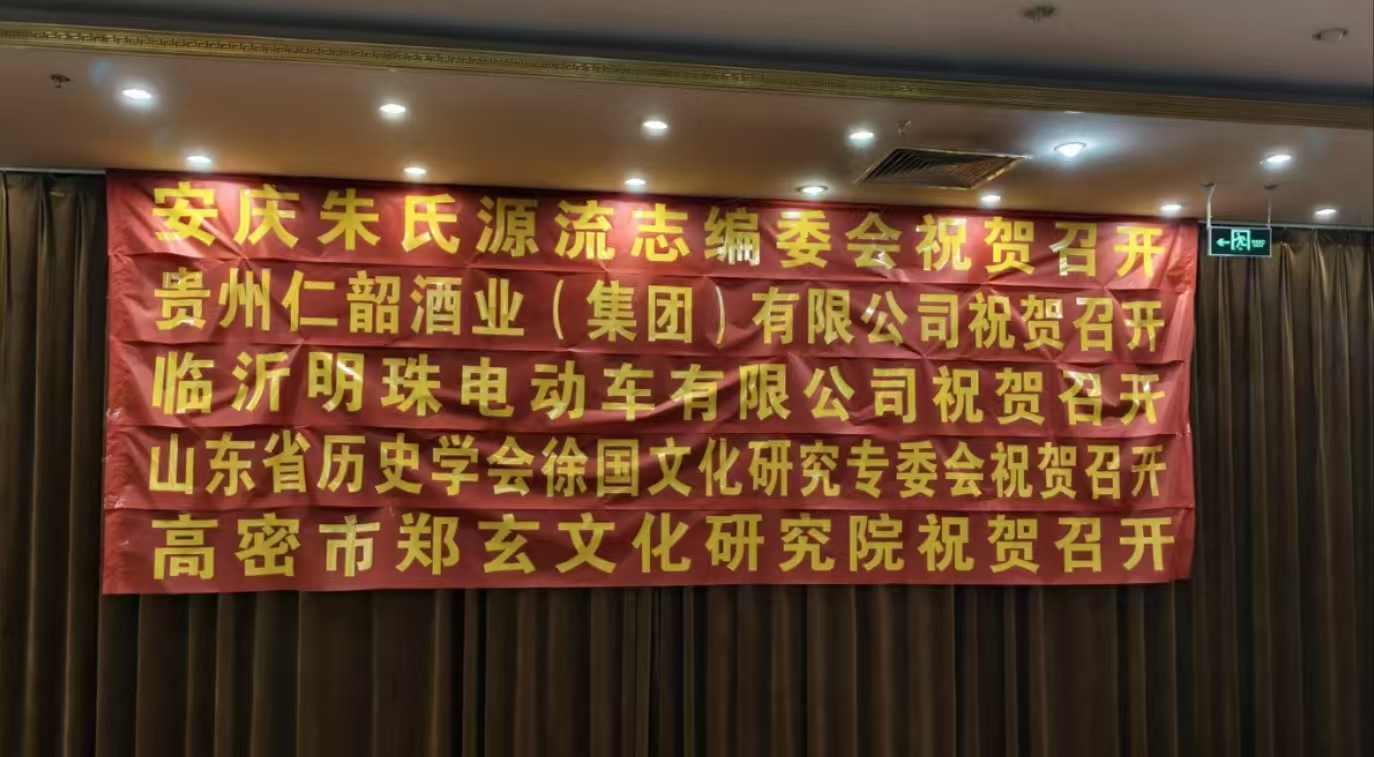 安庆朱氏源流志编委会祝贺召开
贵州仁韶酒业（集团）有限公司祝贺召开
临沂明珠电动车有限公司祝贺召开
山东省历史学会徐国文化研究专委会祝贺召开
高密市郑玄文化研究院祝贺召开